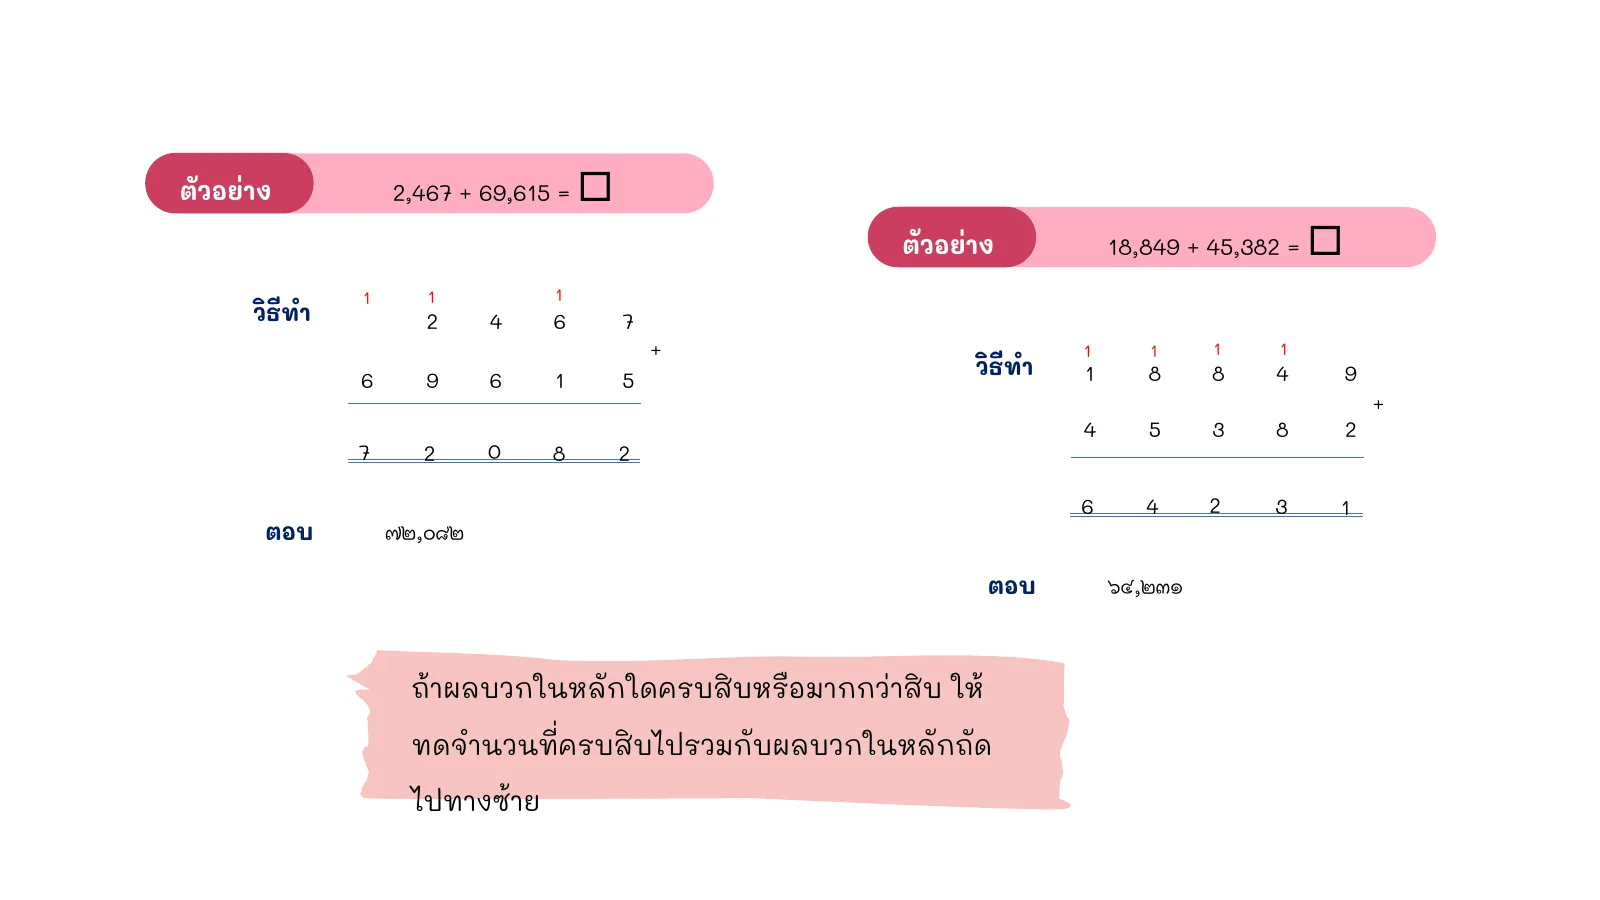 ตัวอย่าง 2,467 + 69,615 = □
วิธีทำ
1 1 1
2 4 6 7
+
6 9 6 1 5
7 2 0 8 2
ตอบ ๗๒,๐๘๒
ตัวอย่าง 18,849 + 45,382 = □
วิธีทำ
1 1 1 1
1 8 8 4 9
+
4 5 3 8 2
6 4 2 3 1
ตอบ ๖๔,๒๓๑
ถ้าผลบวกในหลักใดครบสิบหรือมากกว่าสิบ ให้
ทดจำนวนที่ครบสิบไปรวมกับผลบวกในหลักถัด
ไปทางซ้าย